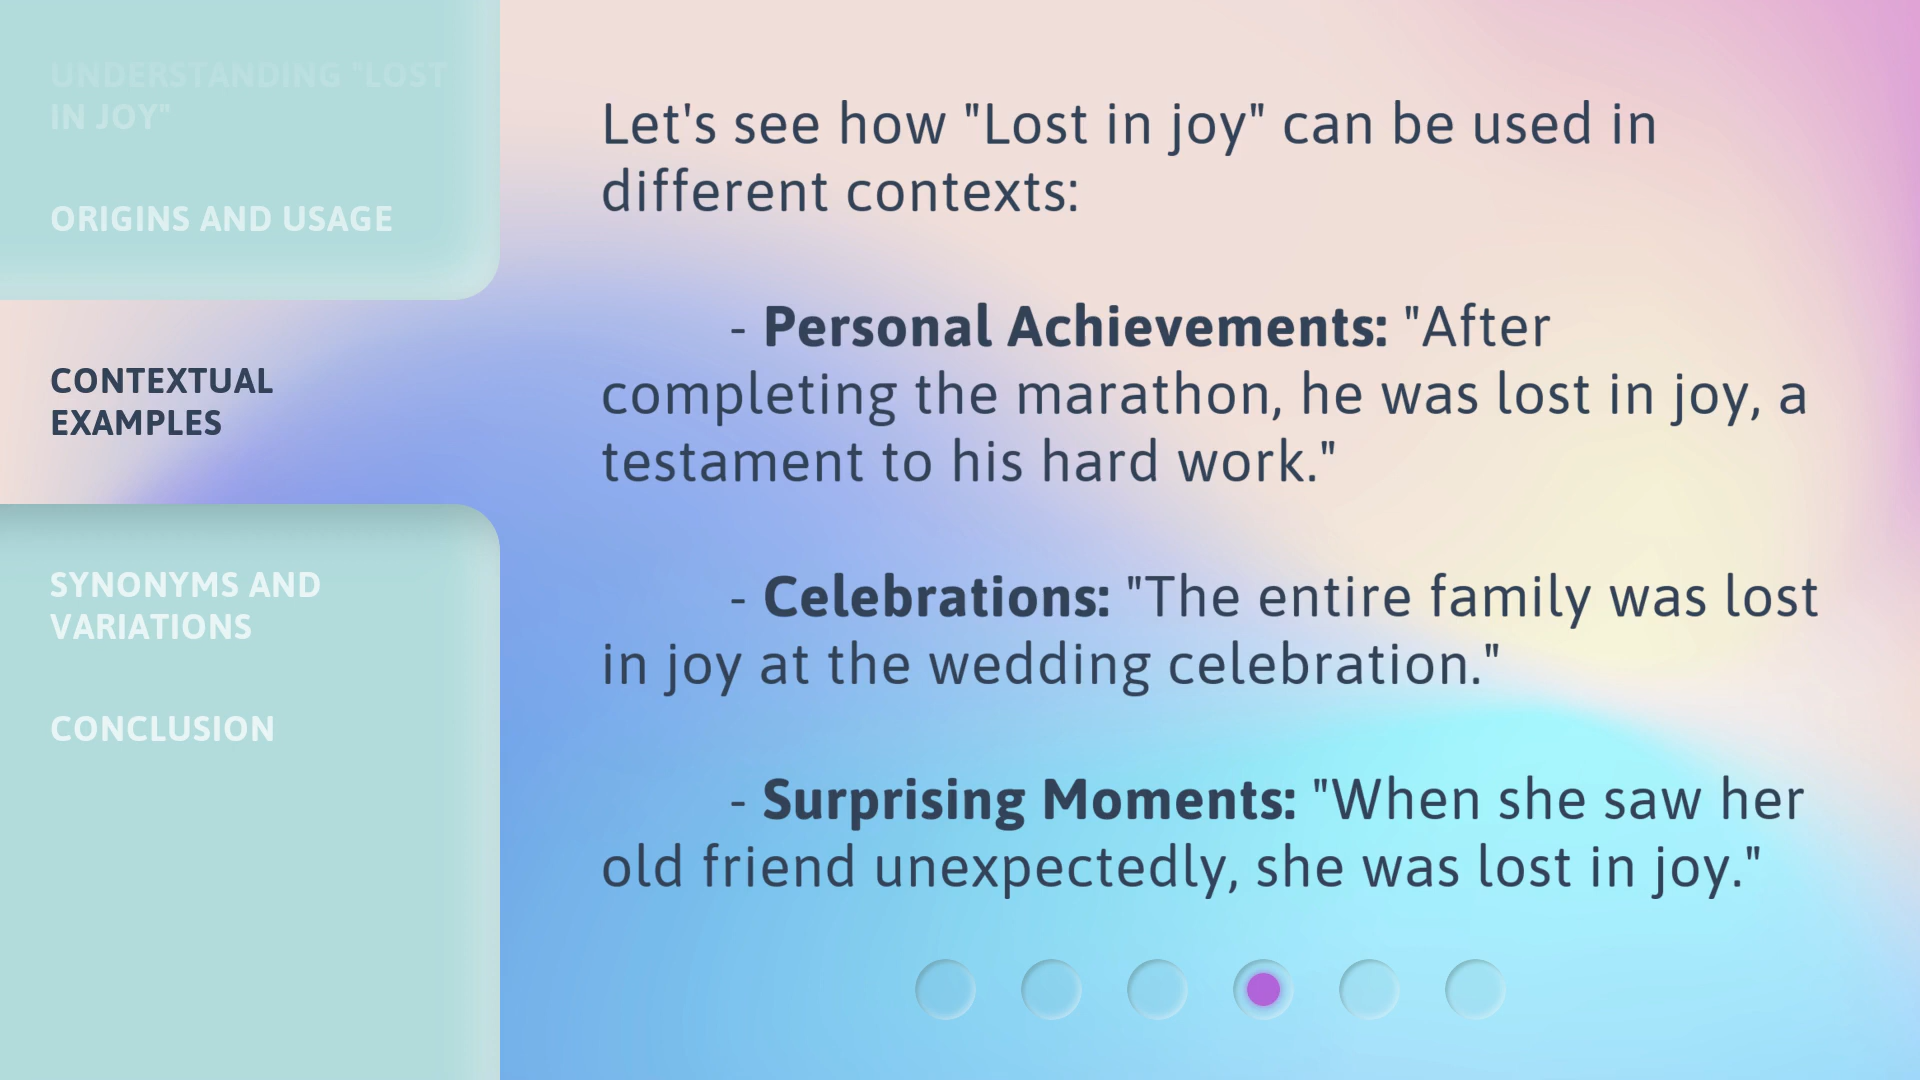 UNDERSTANDING "LOST
IN JOY"
ORIGINS AND USAGE
CONTEXTUAL
EXAMPLES
SYNONYMS AND
VARIATIONS
CONCLUSION
Let's see how "Lost in joy" can be used in
different contexts:
- Personal Achievements: "After
completing the marathon, he was lost in joy, a
testament to his hard work."
- Celebrations: "The entire family was lost
in joy at the wedding celebration."
- Surprising Moments: "When she saw her
old friend unexpectedly, she was lost in joy."